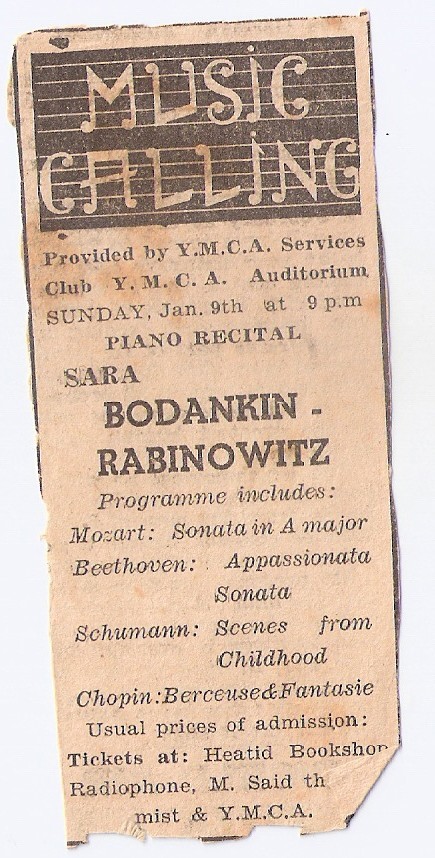 MUSIC
CALLING
Provided by Y.M.C.A. Services
Club Y. M. C. A. Auditorium
SUNDAY, Jan. 9th at 9 p.m
PIANO RECITAL
SARA
BODANKIN -
RABINOWITZ
Programme includes:
Mozart: Sonata in A major
Beethoven: Appassionata
Sonata
Schumann: Scenes from
Childhood
Chopin:Berceuse&Fantasie
Usual prices of admission:
Tickets at: Heatid Bookshop
Radiophone, M. Said th
mist & Y.M.C.A.